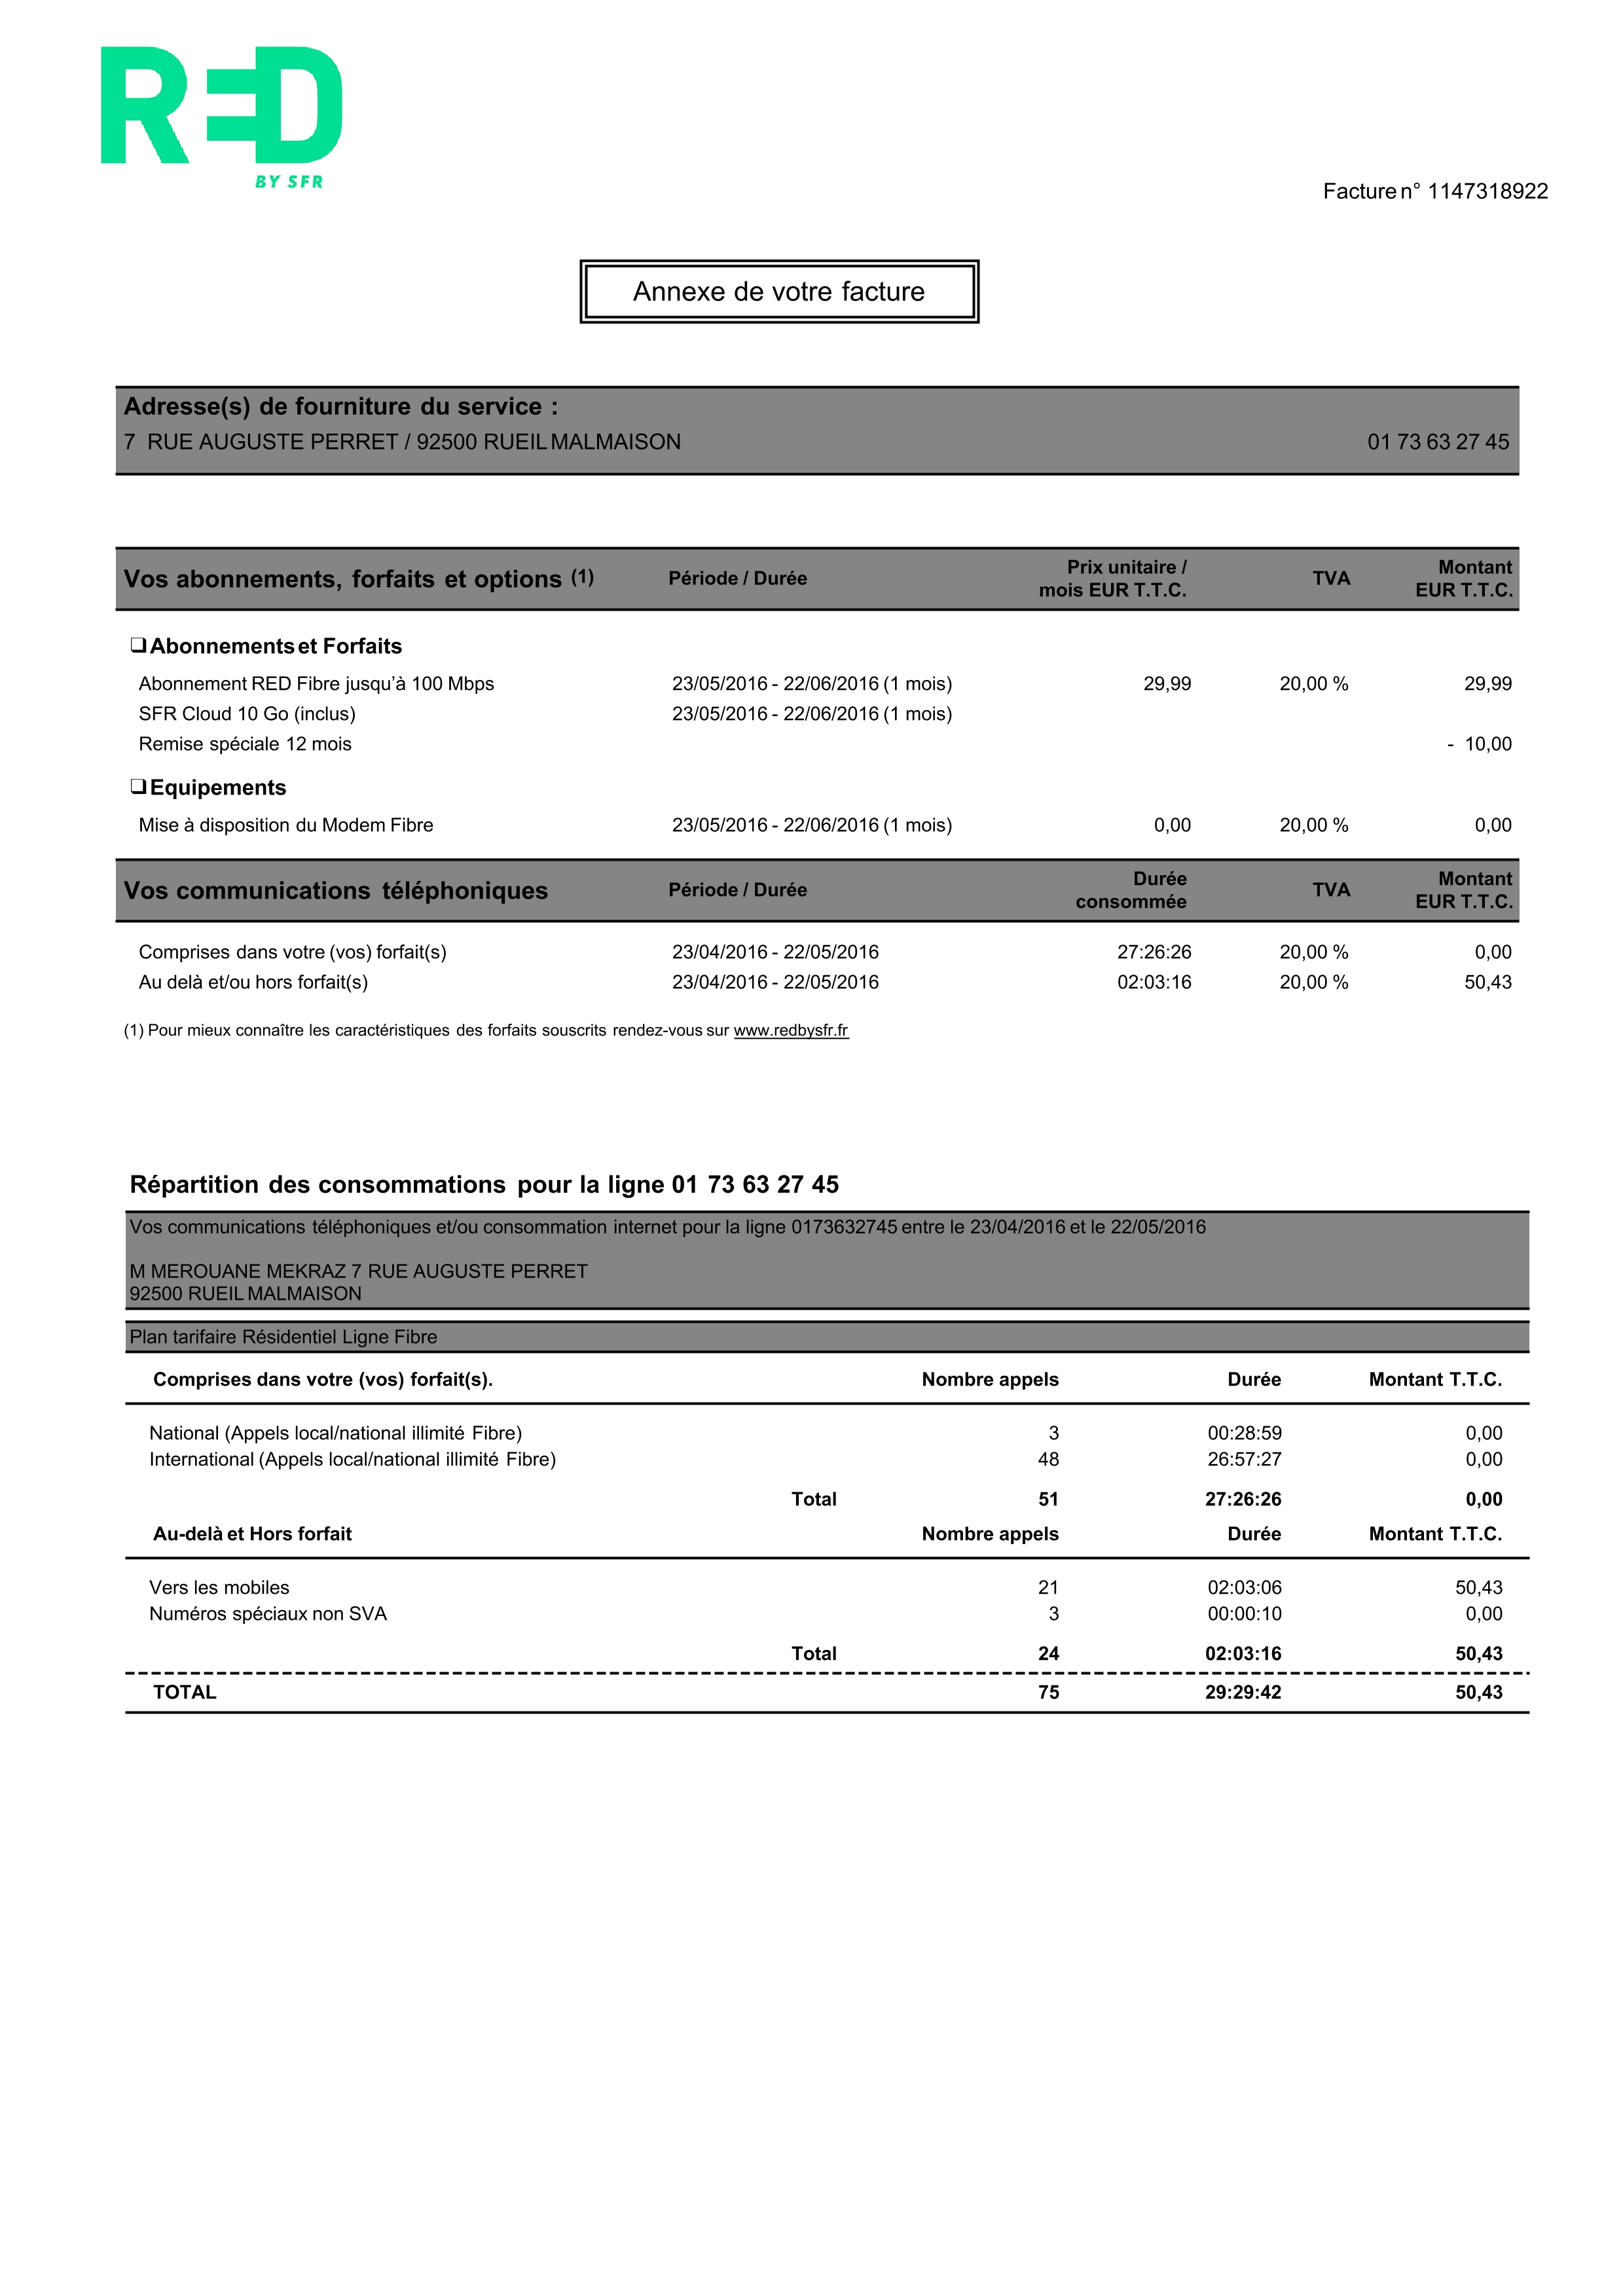 RED
BY SFR
Facture n° 1147318922
Annexe de votre facture
Adresse(s) de fourniture du service :
7 RUE AUGUSTE PERRET / 92500 RUEIL MALMAISON 01 73 63 27 45
Vos abonnements, forfaits et options (1) Période / Durée Prix unitaire / mois EUR T.T.C. TVA Montant EUR T.T.C.
❑ Abonnements et Forfaits
Abonnement RED Fibre jusqu’à 100 Mbps 23/05/2016 - 22/06/2016 (1 mois) 29,99 20,00 % 29,99
SFR Cloud 10 Go (inclus) 23/05/2016 - 22/06/2016 (1 mois)
Remise spéciale 12 mois - 10,00
❑ Equipements
Mise à disposition du Modem Fibre 23/05/2016 - 22/06/2016 (1 mois) 0,00 20,00 % 0,00
Vos communications téléphoniques Période / Durée Durée consommée TVA Montant EUR T.T.C.
Comprises dans votre (vos) forfait(s) 23/04/2016 - 22/05/2016 27:26:26 20,00 % 0,00
Au delà et/ou hors forfait(s) 23/04/2016 - 22/05/2016 02:03:16 20,00 % 50,43
(1) Pour mieux connaître les caractéristiques des forfaits souscrits rendez-vous sur www.redbysfr.fr
Répartition des consommations pour la ligne 01 73 63 27 45
Vos communications téléphoniques et/ou consommation internet pour la ligne 0173632745 entre le 23/04/2016 et le 22/05/2016
M MEROUANE MEKRAZ 7 RUE AUGUSTE PERRET
92500 RUEIL MALMAISON
Plan tarifaire Résidentiel Ligne Fibre
Comprises dans votre (vos) forfait(s). Nombre appels Durée Montant T.T.C.
National (Appels local/national illimité Fibre) 3 00:28:59 0,00
International (Appels local/national illimité Fibre) 48 26:57:27 0,00
Total 51 27:26:26 0,00
Au-delà et Hors forfait Nombre appels Durée Montant T.T.C.
Vers les mobiles 21 02:03:06 50,43
Numéros spéciaux non SVA 3 00:00:10 0,00
Total 24 02:03:16 50,43
TOTAL 75 29:29:42 50,43